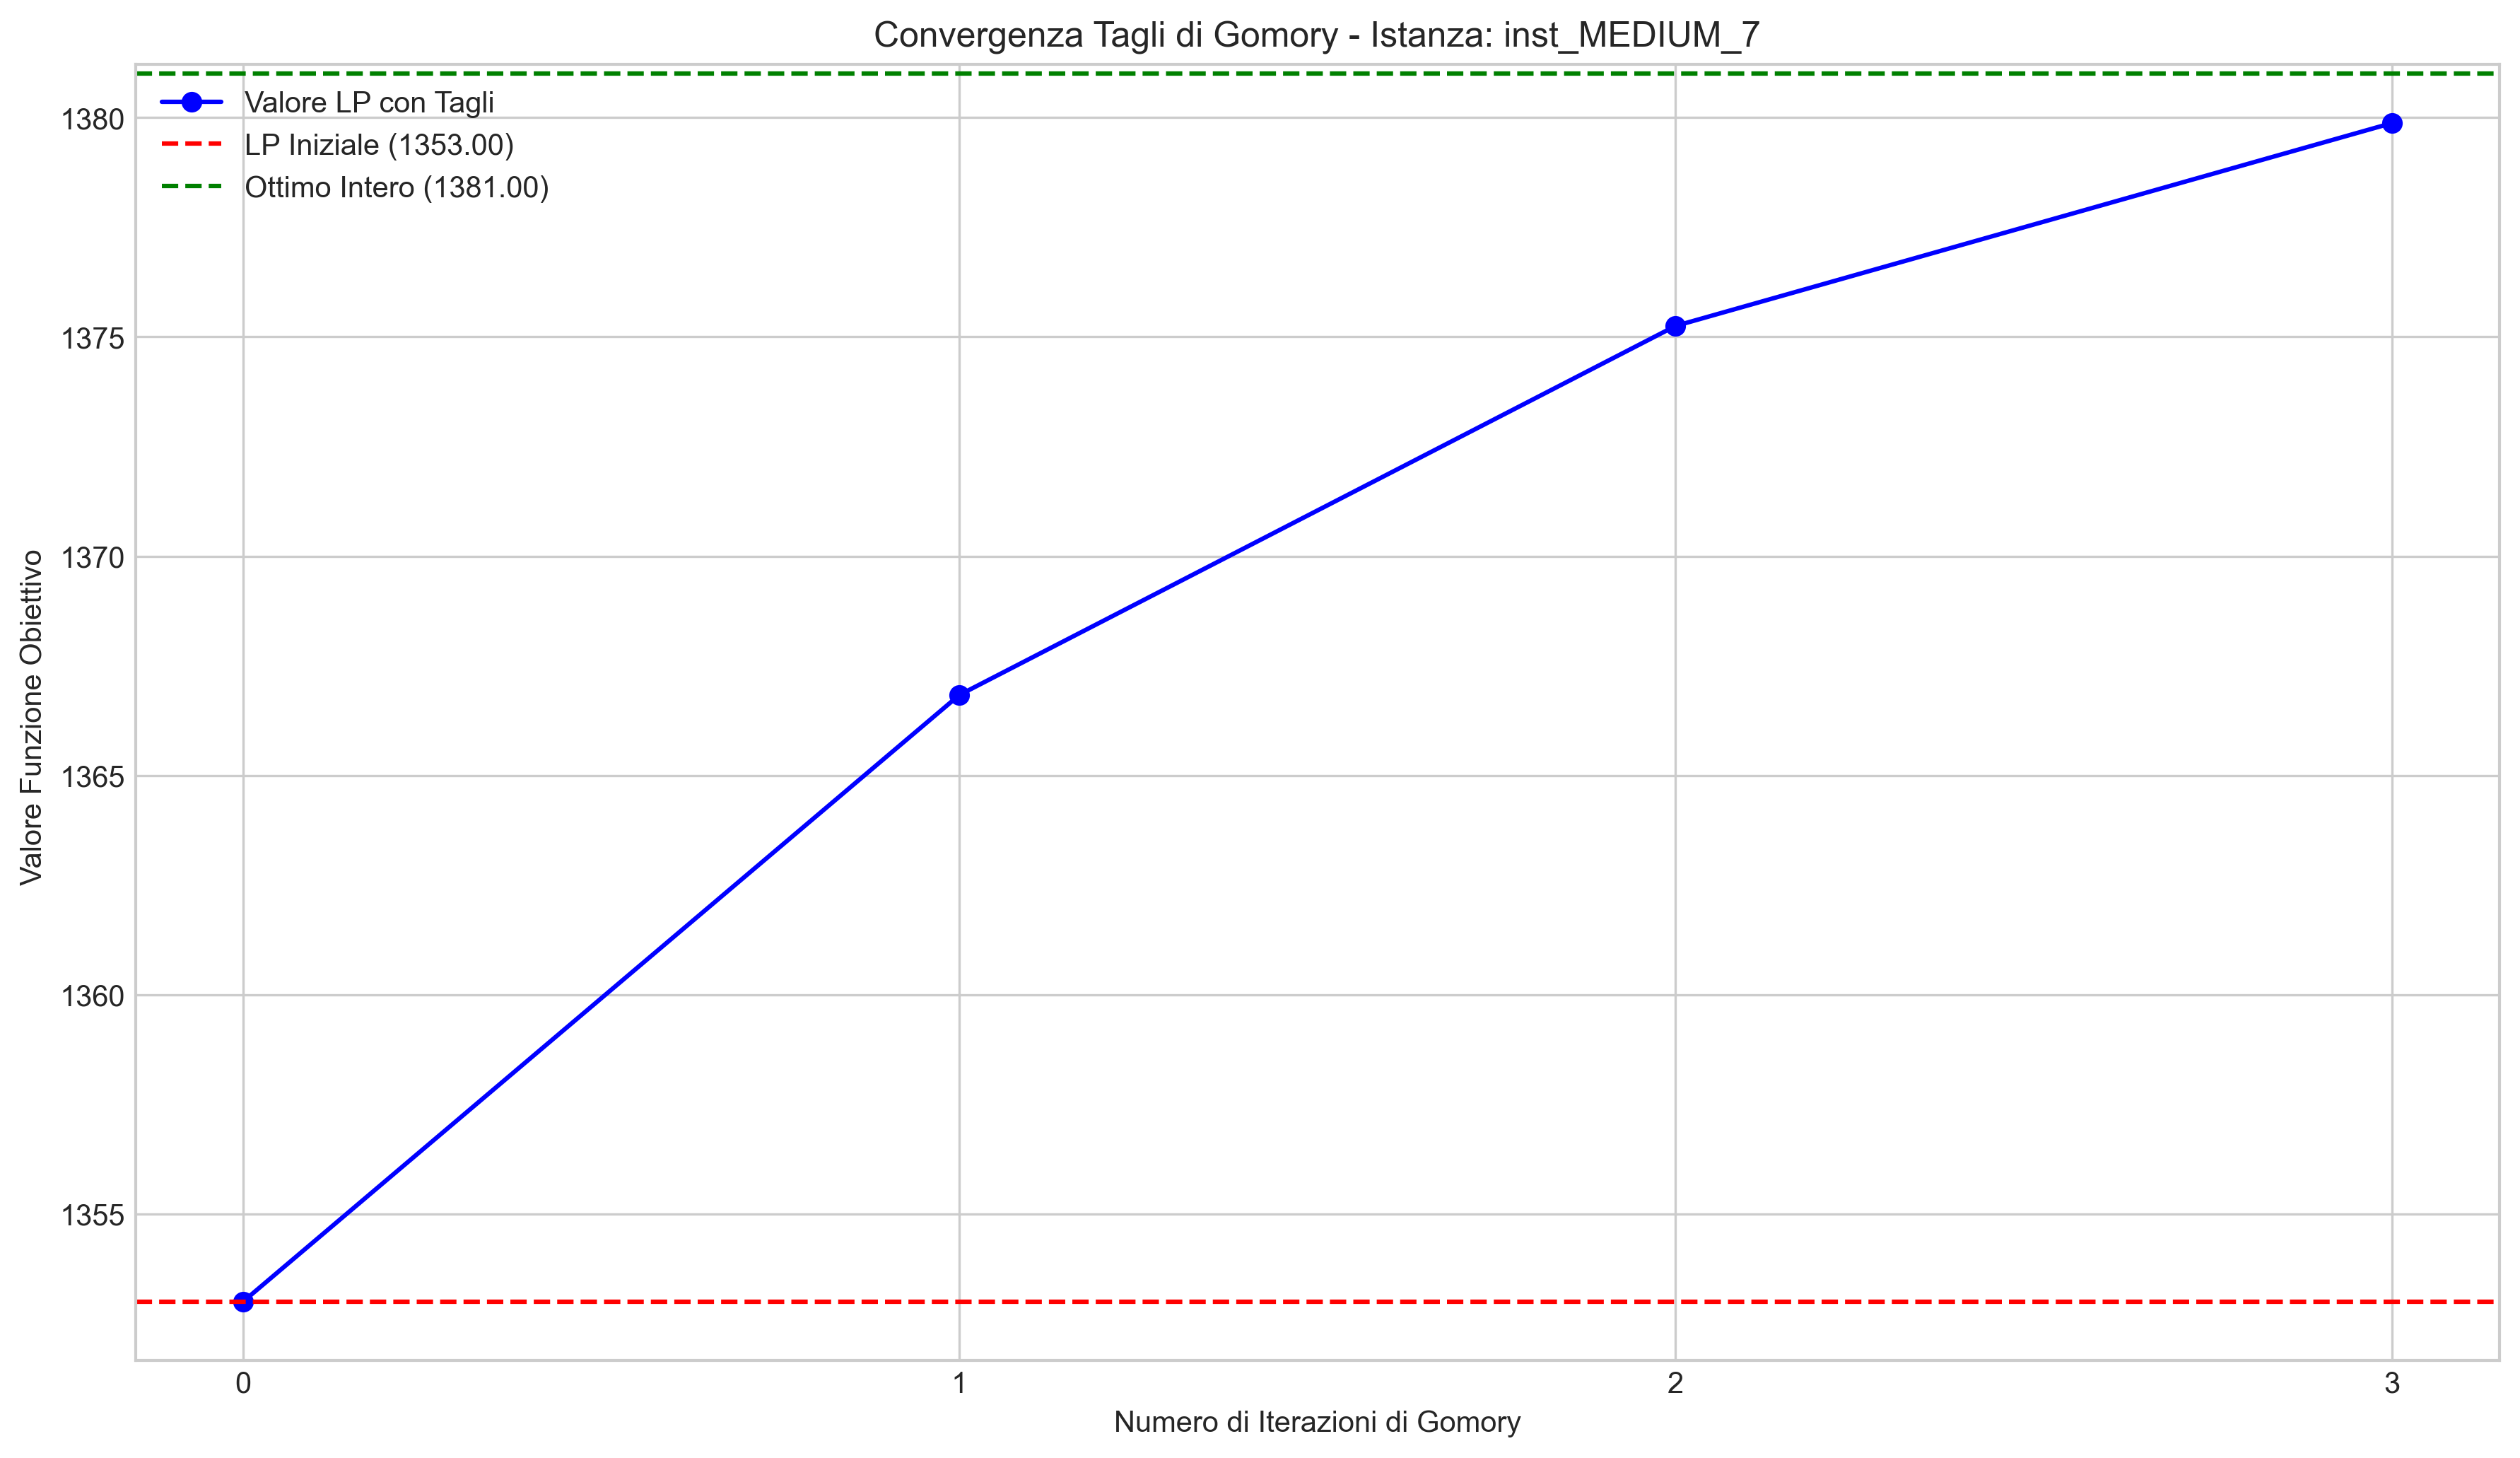 Convergenza Tagli di Gomory - Istanza: inst_MEDIUM_7
Valore LP con Tagli
LP Iniziale (1353.00)
Ottimo Intero (1381.00)
1380
1375
1370
1365
1360
1355
Valore Funzione Obiettivo
0 1 2 3
Numero di Iterazioni di Gomory